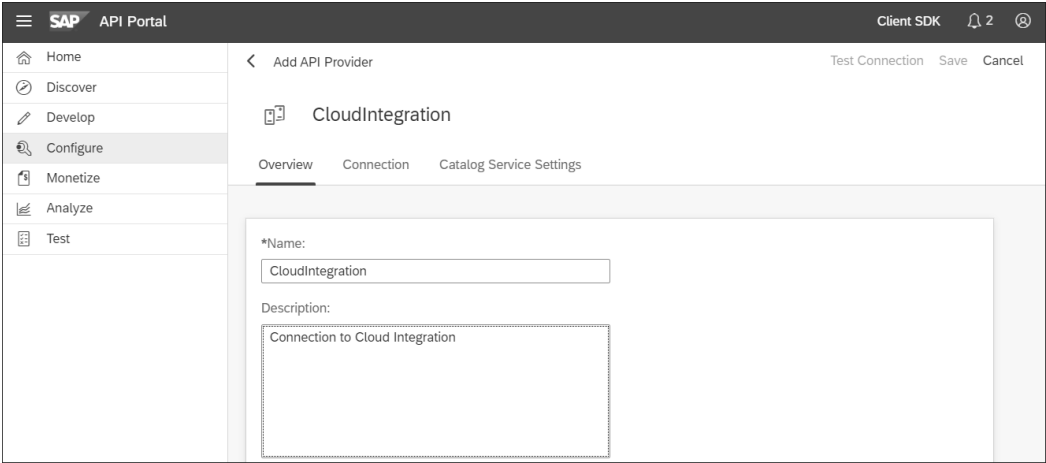 SAP API Portal Client SDK 2
Home
Discover
Develop
Configure
Monetize
Analyze
Test
Add API Provider Test Connection Save Cancel
CloudIntegration
Overview Connection Catalog Service Settings
*Name:
CloudIntegration
Description:
Connection to Cloud Integration